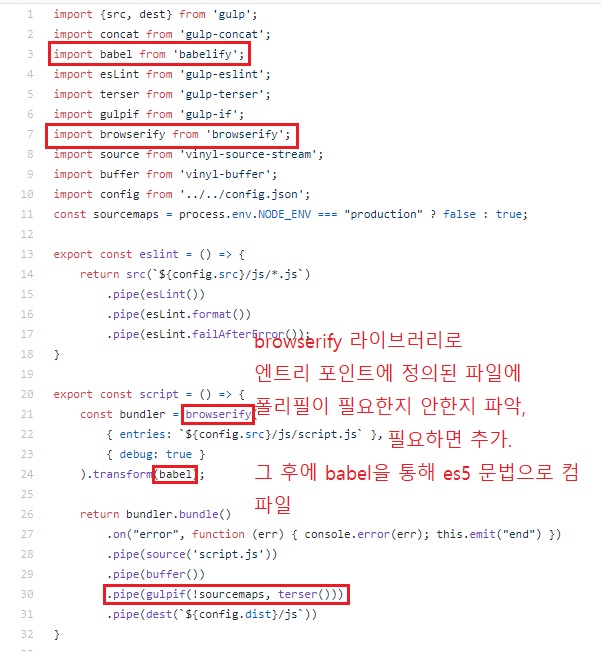 1 import {src, dest} from 'gulp';
2 import concat from 'gulp-concat';
3 import babel from 'babelify';
4 import esLint from 'gulp-eslint';
5 import terser from 'gulp-terser';
6 import gulpif from 'gulp-if';
7 import browserify from 'browserify';
8 import source from 'vinyl-source-stream';
9 import buffer from 'vinyl-buffer';
10 import config from '../../config.json';
11 const sourcemaps = process.env.NODE_ENV === "production" ? false : true;
12
13 export const eslint = () => {
14 return src(`${config.src}/js/*.js`)
15 .pipe(esLint())
16 .pipe(esLint.format())
17 .pipe(esLint.failAfterError());
18 }
19
20 export const script = () => {
21 const bundler = browserify(
22 { entries: `${config.src}/js/script.js` },
23 { debug: true }
24 ).transform(babel);
25
26 return bundler.bundle()
27 .on("error", function (err) { console.error(err); this.emit("end") })
28 .pipe(source('script.js'))
29 .pipe(buffer())
30 .pipe(gulpif(!sourcemaps, terser()))
31 .pipe(dest(`${config.dist}/js`))
32 }
browserify 라이브러리로
엔트리 포인트에 정의된 파일에
폴리필이 필요한지 안한지 파악,
필요하면 추가.
그 후에 babel을 통해 es5 문법으로 컴
파일